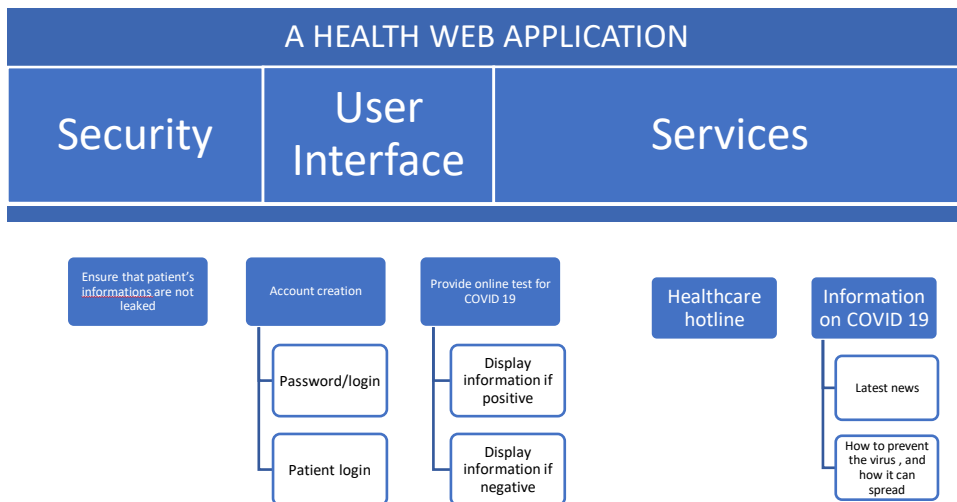 A HEALTH WEB APPLICATION
Security
User
Interface
Services
Ensure that patient's
informations are not
leaked
Account creation
Password/login
Patient login
Provide online test for
COVID 19
Display
information if
positive
Display
information if
negative
Healthcare
hotline
Information
on COVID 19
Latest news
How to prevent
the virus , and
how it can
spread